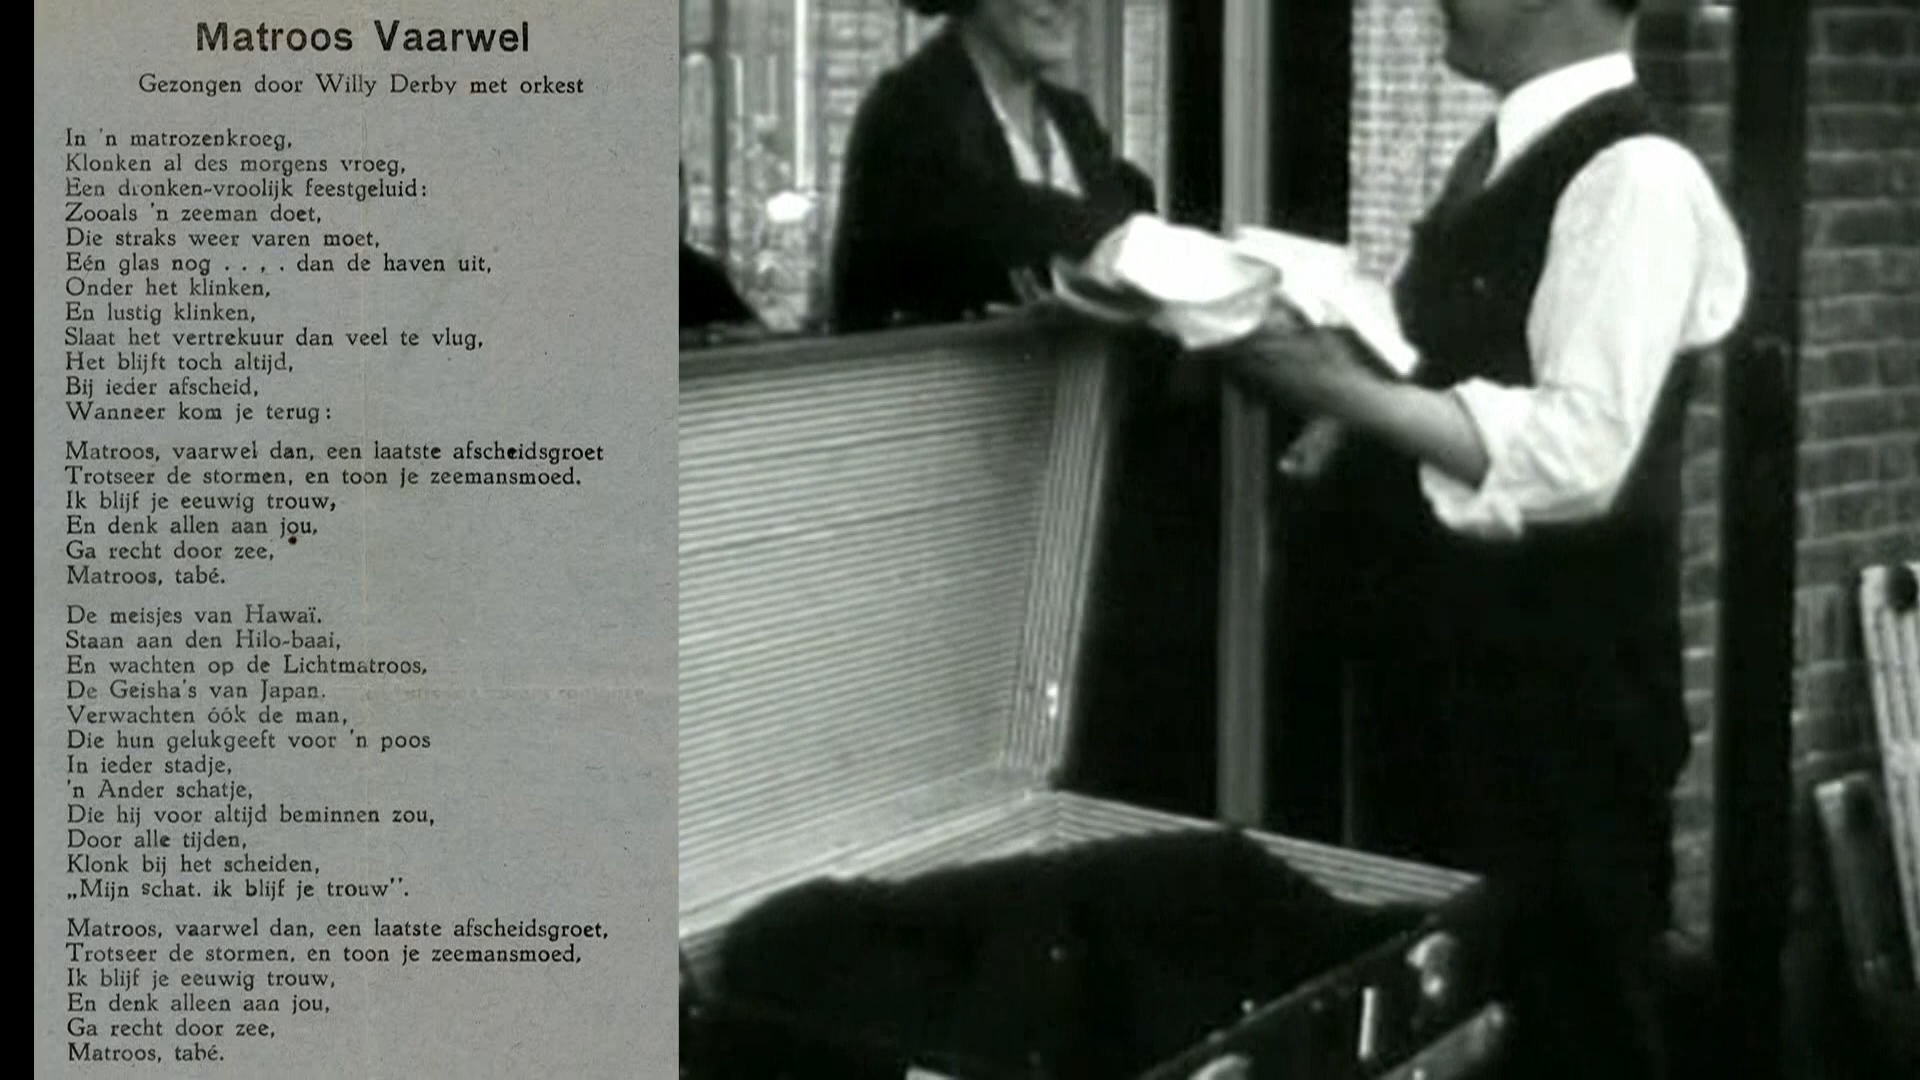 Matroos Vaarwel
Gezongen door Willy Derby met orkest
In 'n matrozenkroeg,
Klonken al des morgens vroeg,
Een dronken-vroolijk feestgeluid:
Zooals 'n zeeman doet,
Die straks weer varen moet,
Eén glas nog . . , . dan de haven uit,
Onder het klinken,
En lustig klinken,
Slaat het vertrekuur dan veel te vlug,
Het blijft toch altijd,
Bij ieder afscheid,
Wanneer kom je terug:
Matroos, vaarwel dan, een laatste afscheidsgroet
Trotseer de stormen, en toon je zeemansmoed.
Ik blijf je eeuwig trouw,
En denk allen aan jou,
Ga recht door zee,
Matroos, tabé.
De meisjes van Hawaï.
Staan aan den Hilo-baai,
En wachten op de Lichtmatroos,
De Geisha's van Japan.
Verwachten óók de man,
Die hun gelukgeeft voor 'n poos
In ieder stadje,
'n Ander schatje,
Die hij voor altijd beminnen zou,
Door alle tijden,
Klonk bij het scheiden,
„Mijn schat. ik blijf je trouw".
Matroos, vaarwel dan, een laatste afscheidsgroet,
Trotseer de stormen, en toon je zeemansmoed,
Ik blijf je eeuwig trouw,
En denk alleen aan jou,
Ga recht door zee,
Matroos, tabé.